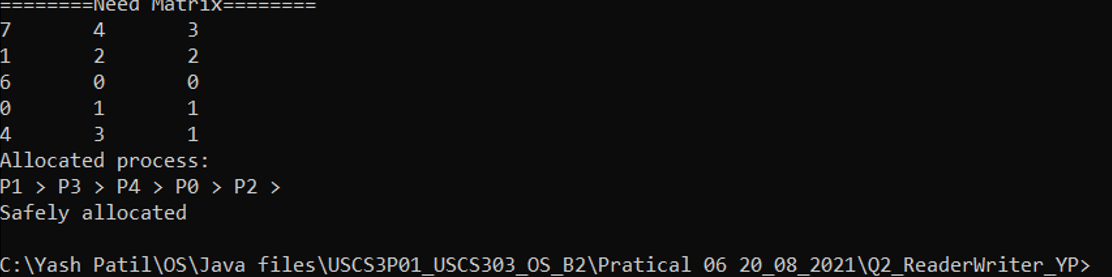 ========Need Matrix========
7 4 3
1 2 2
6 0 0
0 1 1
4 3 1
Allocated process:
P1 > P3 > P4 > P0 > P2 >
Safely allocated
C:\Yash Patil\OS\Java files\USCS3P01_USCS303_OS_B2\Pratical 06 20_08_2021\Q2_ReaderWriter_YP>